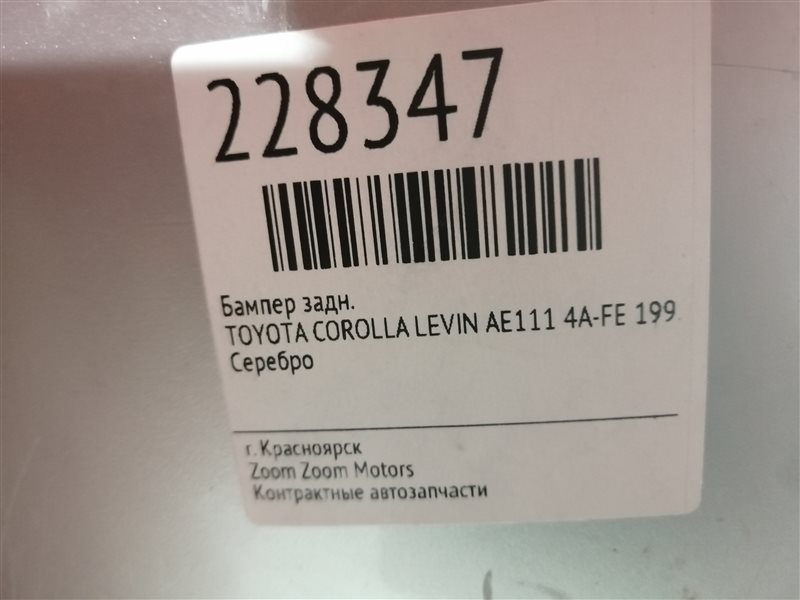 228347
Бампер задн.
TOYOTA COROLLA LEVIN AE111 4A-FE 199
Серебро
г. Красноярск
Zoom Zoom Motors
Контрактные автозапчасти